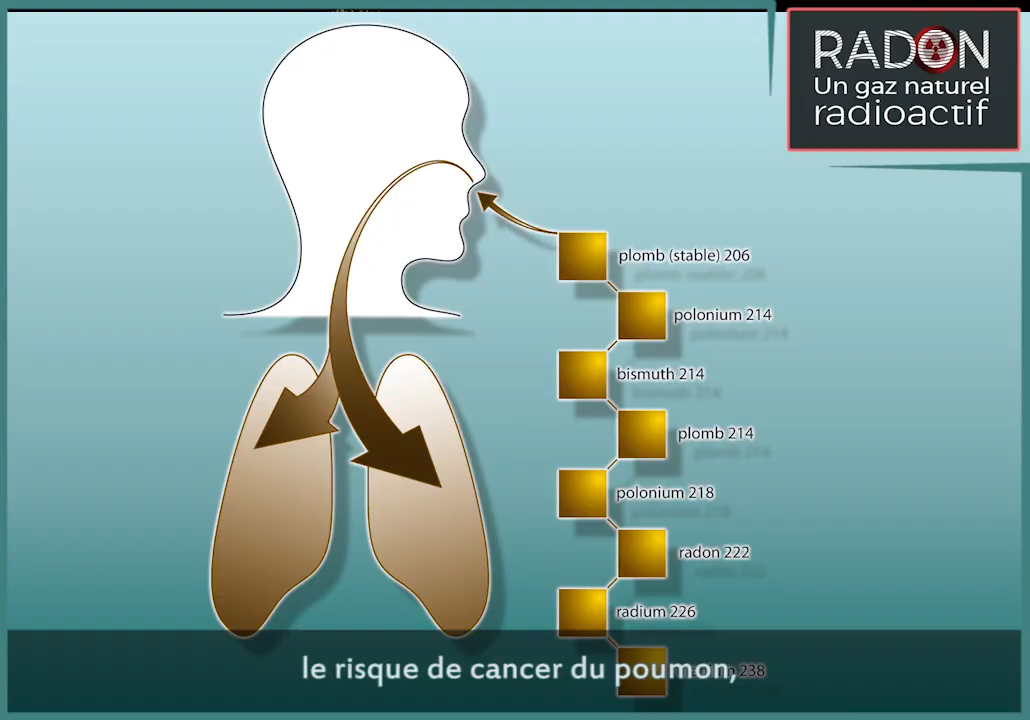 RADON
Un gaz naturel
radioactif
plomb (stable) 206
polonium 214
bismuth 214
plomb 214
polonium 218
radon 222
radium 226
238
le risque de cancer du poumon,